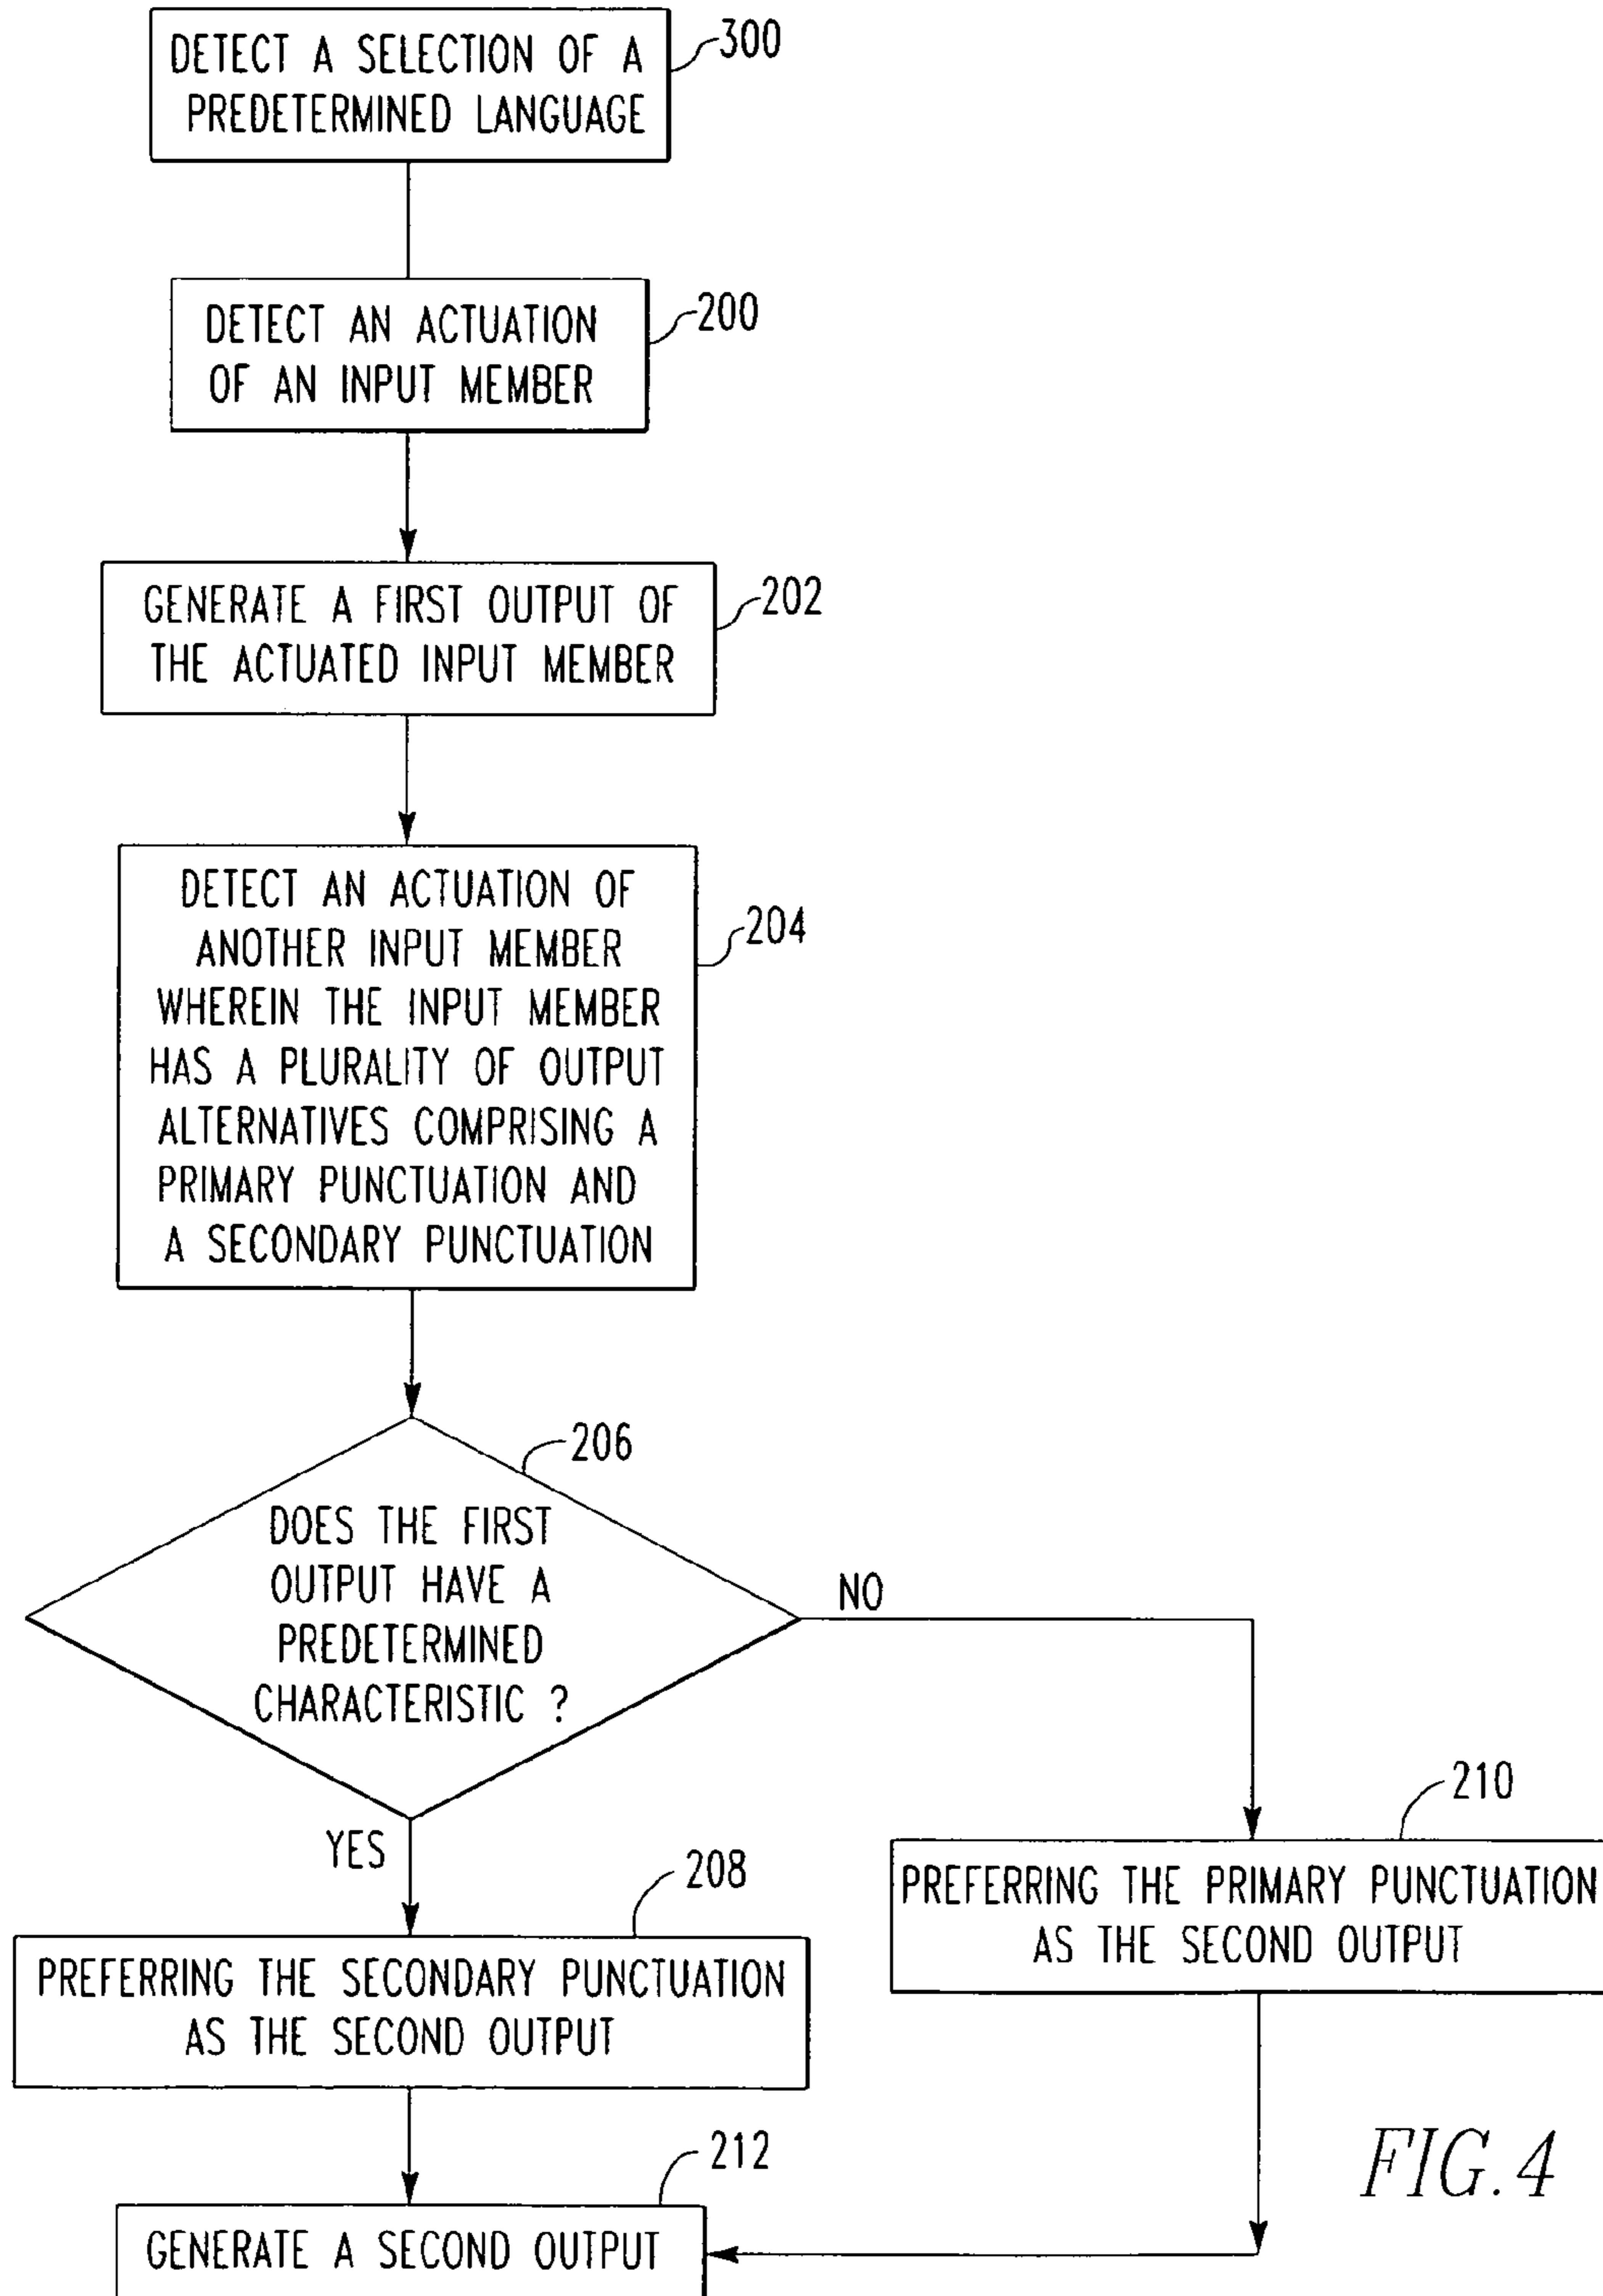 DETECT A SELECTION OF A
PREDETERMINED LANGUAGE
300
DETECT AN ACTUATION
OF AN INPUT MEMBER
200
GENERATE A FIRST OUTPUT OF
THE ACTUATED INPUT MEMBER
202
DETECT AN ACTUATION OF
ANOTHER INPUT MEMBER
WHEREIN THE INPUT MEMBER
HAS A PLURALITY OF OUTPUT
ALTERNATIVES COMPRISING A
PRIMARY PUNCTUATION AND
A SECONDARY PUNCTUATION
204
206
DOES THE FIRST
OUTPUT HAVE A
PREDETERMINED
CHARACTERISTIC ?
NO
YES
210
PREFERRING THE PRIMARY PUNCTUATION
AS THE SECOND OUTPUT
208
PREFERRING THE SECONDARY PUNCTUATION
AS THE SECOND OUTPUT
212
GENERATE A SECOND OUTPUT
FIG. 4